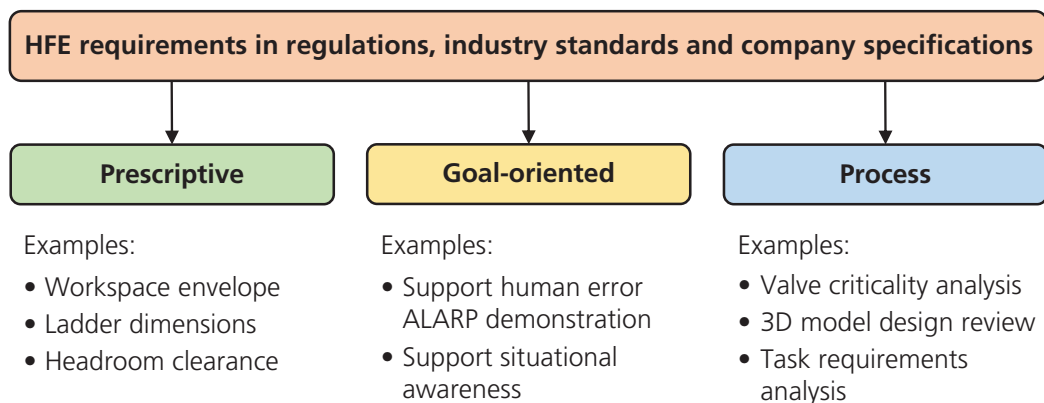 HFE requirements in regulations, industry standards and company specifications
Prescriptive
Examples:
• Workspace envelope
• Ladder dimensions
• Headroom clearance
Goal-oriented
Examples:
• Support human error
ALARP demonstration
• Support situational
awareness
Process
Examples:
• Valve criticality analysis
• 3D model design review
• Task requirements
analysis